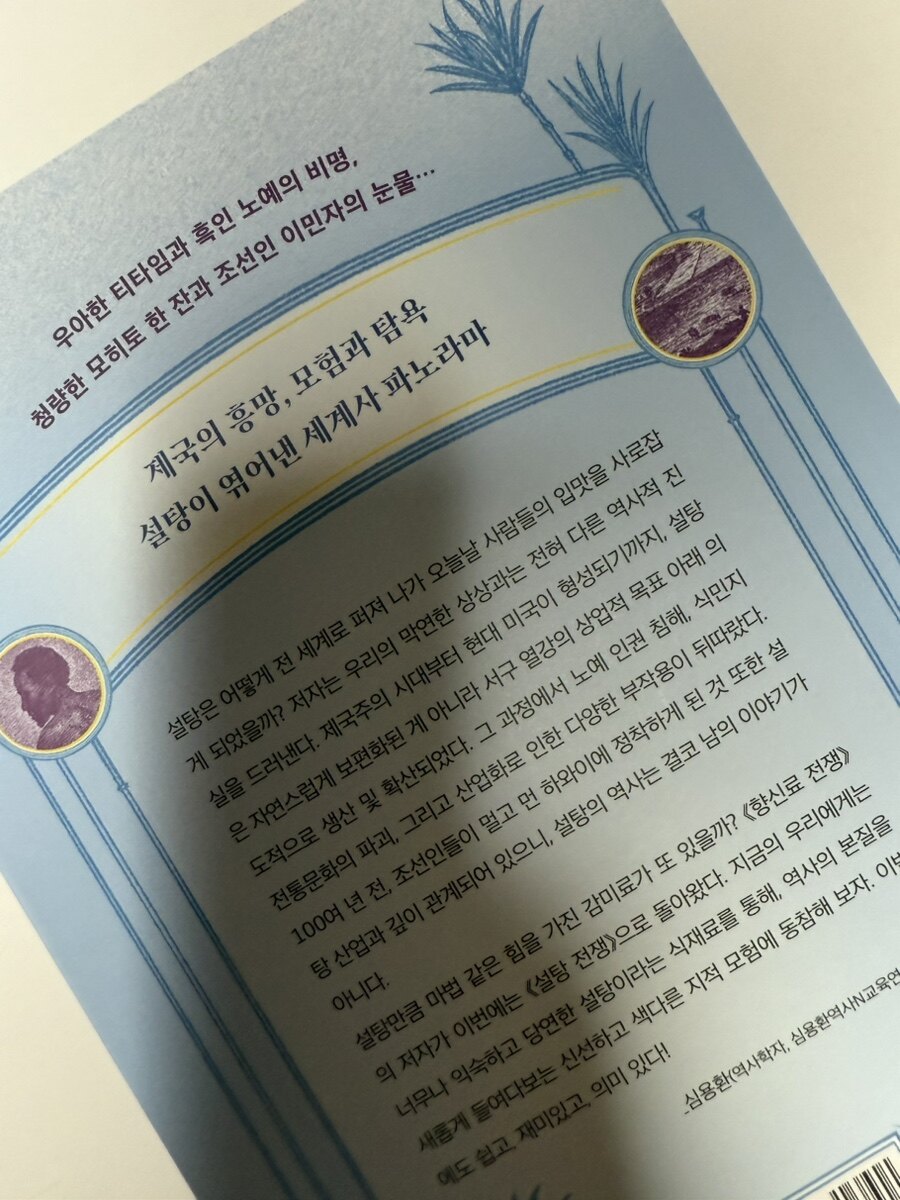 우아한 티타임과 흑인 노예의 비명,
청량한 모히토 한 잔과 조선인 이민자의 눈물…
제국의 흥망, 모험과 탐욕
설탕이 엮어낸 세계사 파노라마
설탕은 어떻게 전 세계로 퍼져 나가 오늘날 사람들의 입맛을 사로잡
게 되었을까? 저자는 우리의 막연한 상상과는 전혀 다른 역사적 진
실을 드러낸다. 제국주의 시대부터 현대 미국이 형성되기까지, 설탕
은 자연스럽게 보편화된 게 아니라 서구 열강의 상업적 목표 아래 의
도적으로 생산 및 확산되었다. 그 과정에서 노예 인권 침해, 식민지
전통문화의 파괴, 그리고 산업화로 인한 다양한 부작용이 뒤따랐다.
100여 년 전, 조선인들이 멀고 먼 하와이에 정착하게 된 것 또한 설
탕 산업과 깊이 관계되어 있으니, 설탕의 역사는 결코 남의 이야기가
아니다.
설탕만큼 마법 같은 힘을 가진 감미료가 또 있을까? 《향신료 전쟁》
의 저자가 이번에는 《설탕 전쟁》으로 돌아왔다. 지금의 우리에게는
너무나 익숙하고 당연한 설탕이라는 식재료를 통해, 역사의 본질을
새롭게 들여다보는 신선하고 색다른 지적 모험에 동참해 보자. 이번
에도 쉽고, 재미있고, 의미 있다!
-심용환(역사학자, 심용환역사N교육연